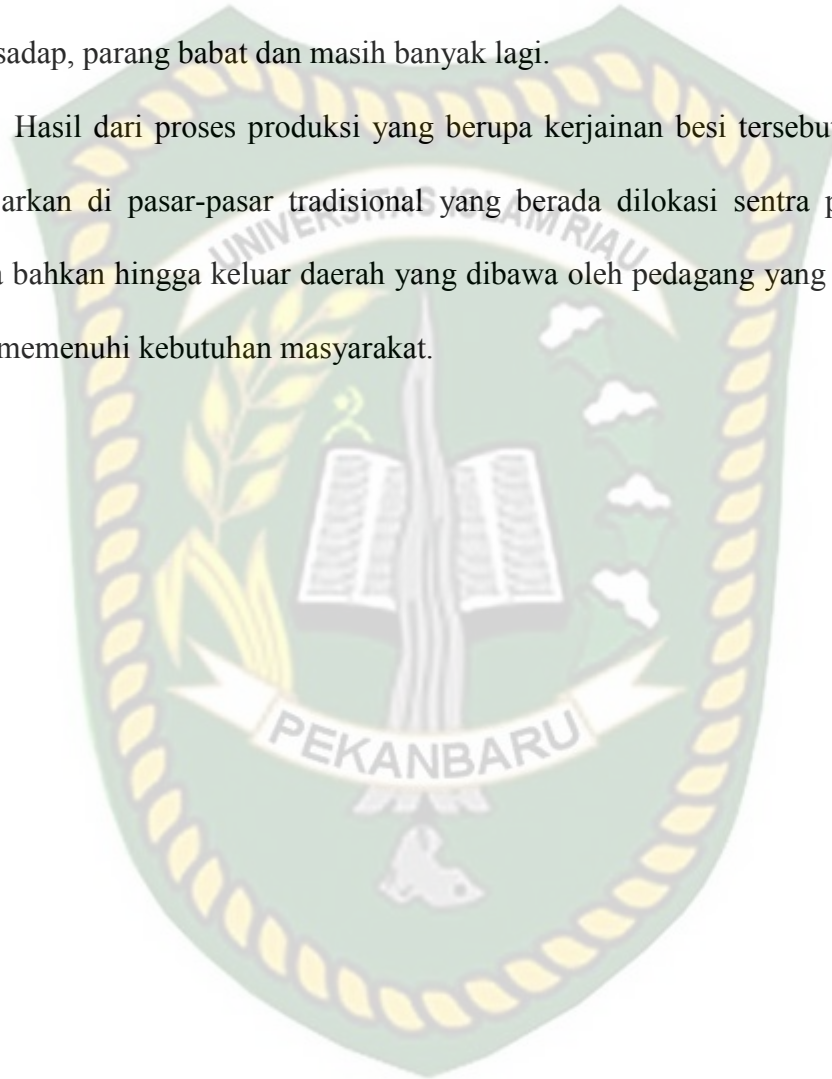 sadap, parang babat dan masih banyak lagi.
Hasil dari proses produksi yang berupa kerjainan besi tersebut
arkan di pasar-pasar tradisional yang berada dilokasi sentra p
bahkan hingga keluar daerah yang dibawa oleh pedagang yang
memenuhi kebutuhan masyarakat.
UNIVERSITAS ISLAM RIAU
PEKANBARU